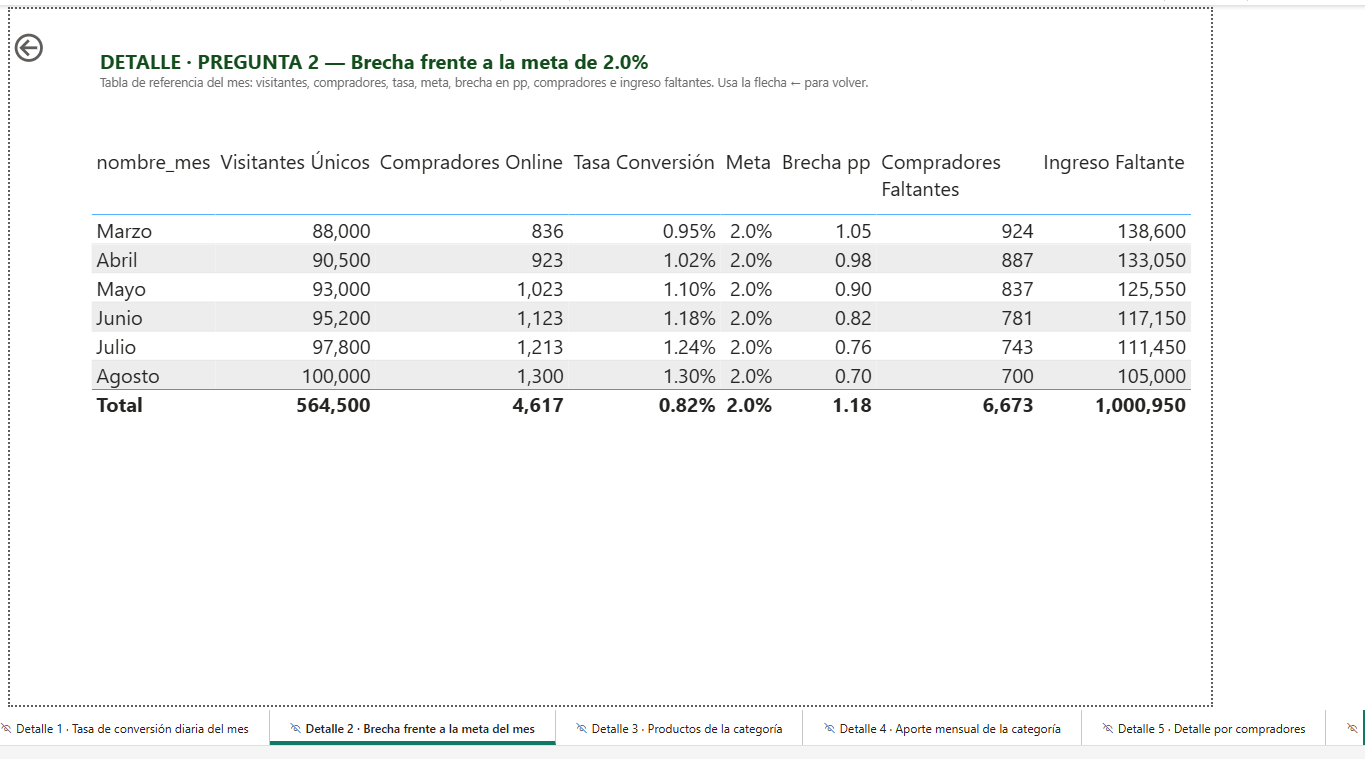 DETALLE · PREGUNTA 2 — Brecha frente a la meta de 2.0%
Tabla de referencia del mes: visitantes, compradores, tasa, meta, brecha en pp, compradores e ingreso faltantes. Usa la flecha ← para volver.
nombre_mes Visitantes Únicos Compradores Online Tasa Conversión Meta Brecha pp Compradores Faltantes Ingreso Faltante
Marzo 88,000 836 0.95% 2.0% 1.05 924 138,600
Abril 90,500 923 1.02% 2.0% 0.98 887 133,050
Mayo 93,000 1,023 1.10% 2.0% 0.90 837 125,550
Junio 95,200 1,123 1.18% 2.0% 0.82 781 117,150
Julio 97,800 1,213 1.24% 2.0% 0.76 743 111,450
Agosto 100,000 1,300 1.30% 2.0% 0.70 700 105,000
Total 564,500 4,617 0.82% 2.0% 1.18 6,673 1,000,950
Detalle 1 · Tasa de conversión diaria del mes Detalle 2 · Brecha frente a la meta del mes Detalle 3 · Productos de la categoría Detalle 4 · Aporte mensual de la categoría Detalle 5 · Detalle por compradores